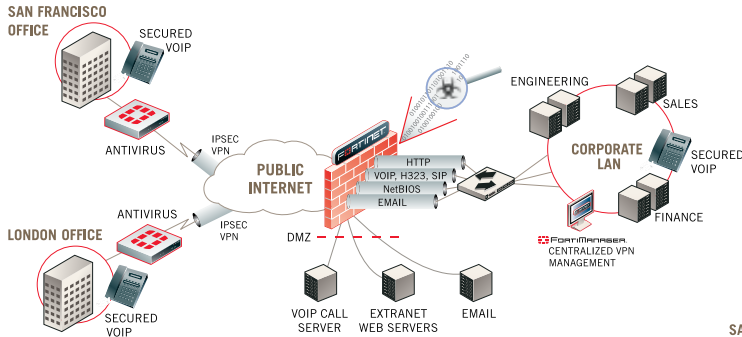 SAN FRANCISCO
OFFICE
SECURED
VOIP
ANTIVIRUS
IPSEC
VPN
PUBLIC
INTERNET
ANTIVIRUS
IPSEC
VPN
LONDON OFFICE
SECURED
VOIP
FORTINET
HTTP
VOIP, H323, SIP
NetBIOS
EMAIL
DMZ
VOIP CALL
SERVER
EXTRANET
WEB SERVERS
EMAIL
ENGINEERING
SALES
CORPORATE
LAN
SECURED
VOIP
FINANCE
FORTIMANAGER
CENTRALIZED VPN
MANAGEMENT
SA